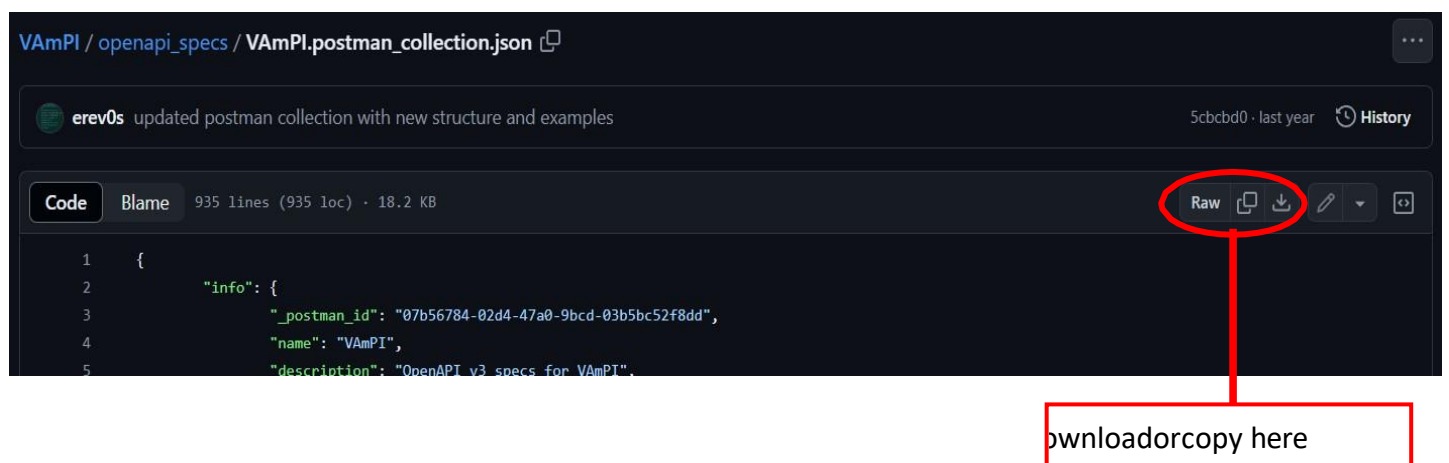 VAmPI / openapi_specs / VAmPI.postman_collection.json
erev0s updated postman collection with new structure and examples 5cbcbd0 · last year History
Code Blame 935 lines (935 loc) · 18.2 KB Raw
1 {
2 "info": {
3 "_postman_id": "07b56784-02d4-47a0-9bcd-03b5bc52f8dd",
4 "name": "VAmPI",
5 "description": "OpenAPI v3 specs for VAmPI",
ownloadorcopy here